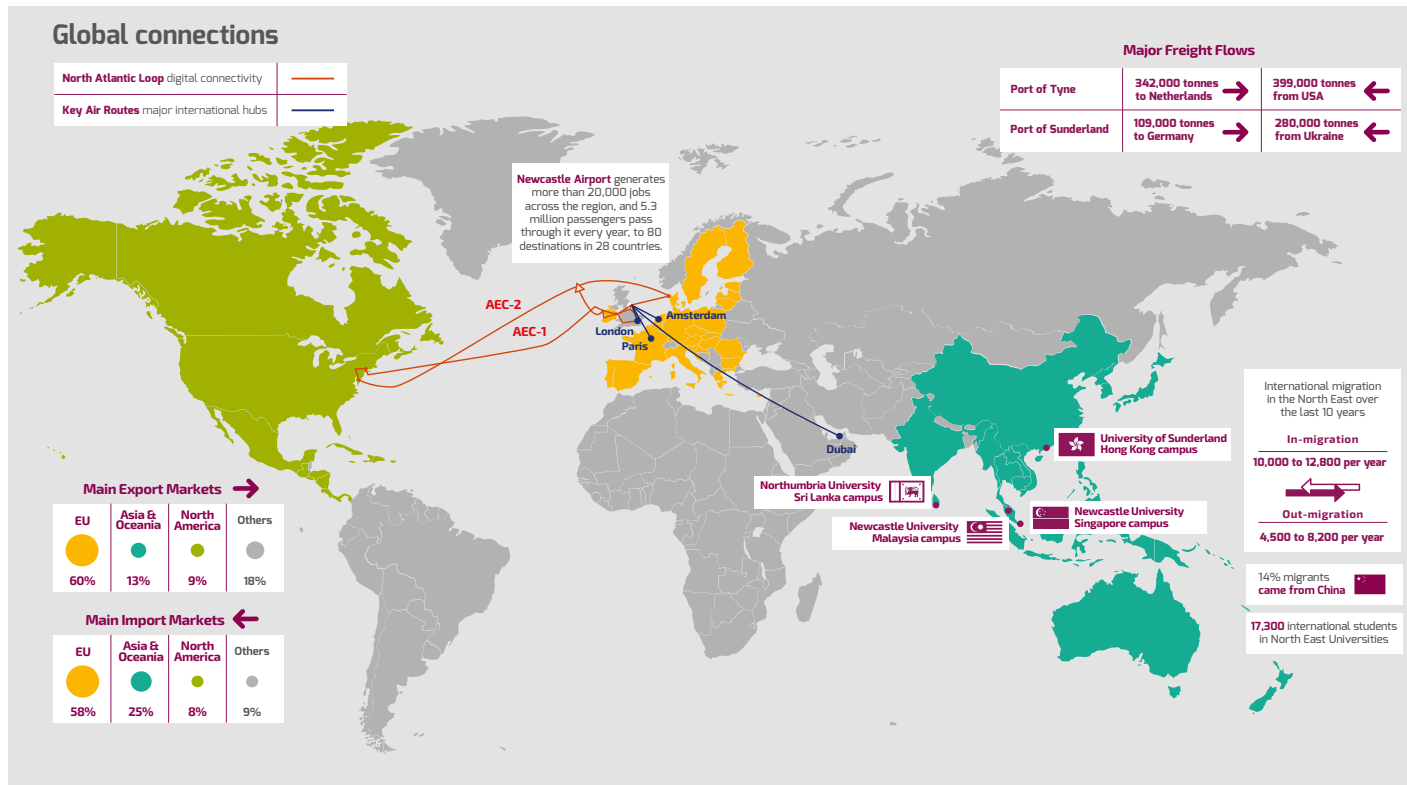 Global connections
North Atlantic Loop digital connectivity
Key Air Routes major international hubs
Major Freight Flows
Port of Tyne
342,000 tonnes
to Netherlands
399,000 tonnes
from USA
Port of Sunderland
109,000 tonnes
to Germany
280,000 tonnes
from Ukraine
Newcastle Airport generates
more than 20,000 jobs
across the region, and 5.3
million passengers pass
through it every year, to 80
destinations in 28 countries.
AEC-2
AEC-1
London
Amsterdam
Paris
Dubai
University of Sunderland
Hong Kong campus
Northumbria University
Sri Lanka campus
Newcastle University
Malaysia campus
Newcastle University
Singapore campus
International migration
in the North East over
the last 10 years
In-migration
10,000 to 12,800 per year
Out-migration
4,500 to 8,200 per year
14% migrants
came from China
17,300 international students
in North East Universities
Main Export Markets
EU
Asia &
Oceania
North
America
Others
60%
13%
9%
18%
Main Import Markets
EU
Asia &
Oceania
North
America
Others
58%
25%
8%
9%